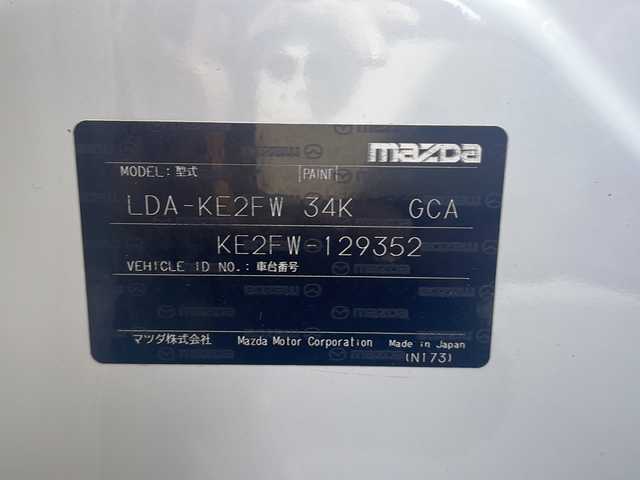 mazda
MODEL: 型式 PAINT
LDA-KE2FW 34K GCA
KE2FW-129352
VEHICLE ID NO.: 車台番号
マツダ株式会社 Mazda Motor Corporation Made in Japan
(N173)